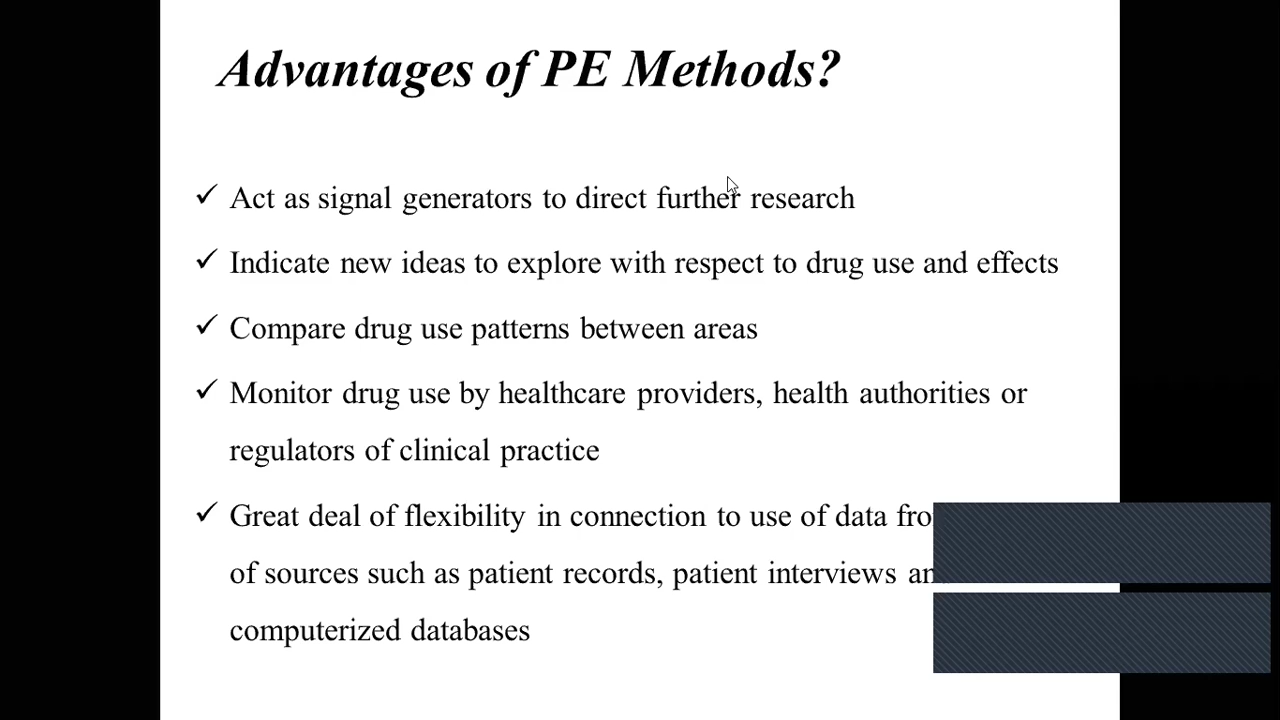 Advantages of PE Methods?
✓ Act as signal generators to direct further research
✓ Indicate new ideas to explore with respect to drug use and effects
✓ Compare drug use patterns between areas
✓ Monitor drug use by healthcare providers, health authorities or
regulators of clinical practice
✓ Great deal of flexibility in connection to use of data
of sources such as patient records, patient interviews
computerized databases